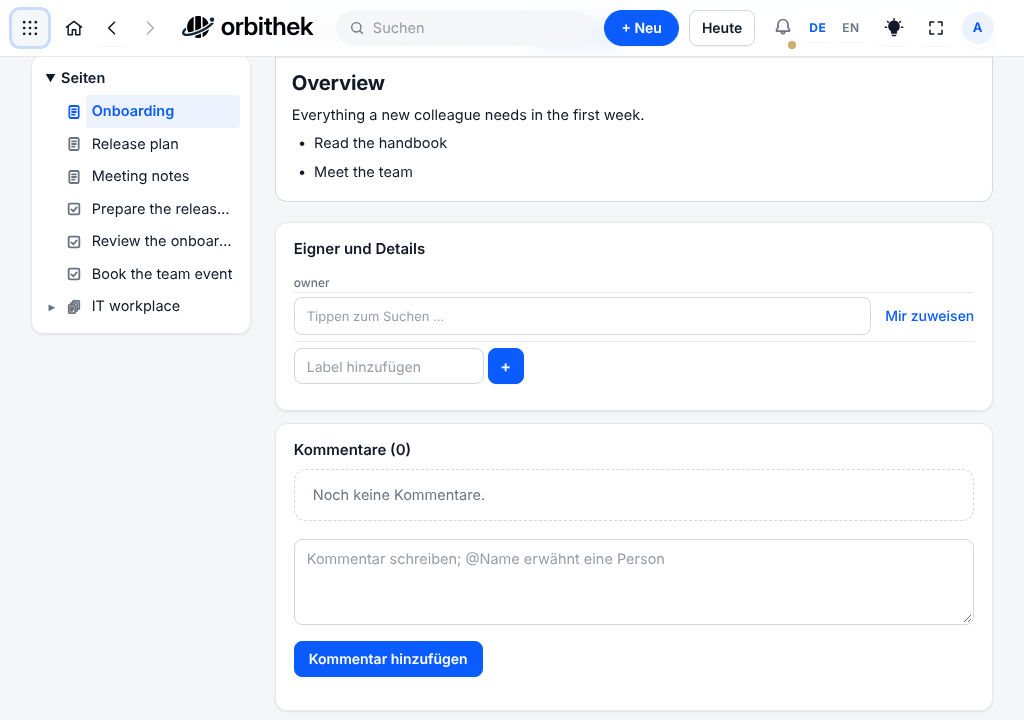 orbithek
Suchen
+ Neu
Heute
DE
EN
A
Seiten
Onboarding
Release plan
Meeting notes
Prepare the releas...
Review the onboar...
Book the team event
IT workplace
Overview
Everything a new colleague needs in the first week.
• Read the handbook
• Meet the team
Eigner und Details
owner
Tippen zum Suchen ...
Mir zuweisen
Label hinzufügen
+
Kommentare (0)
Noch keine Kommentare.
Kommentar schreiben; @Name erwähnt eine Person
Kommentar hinzufügen